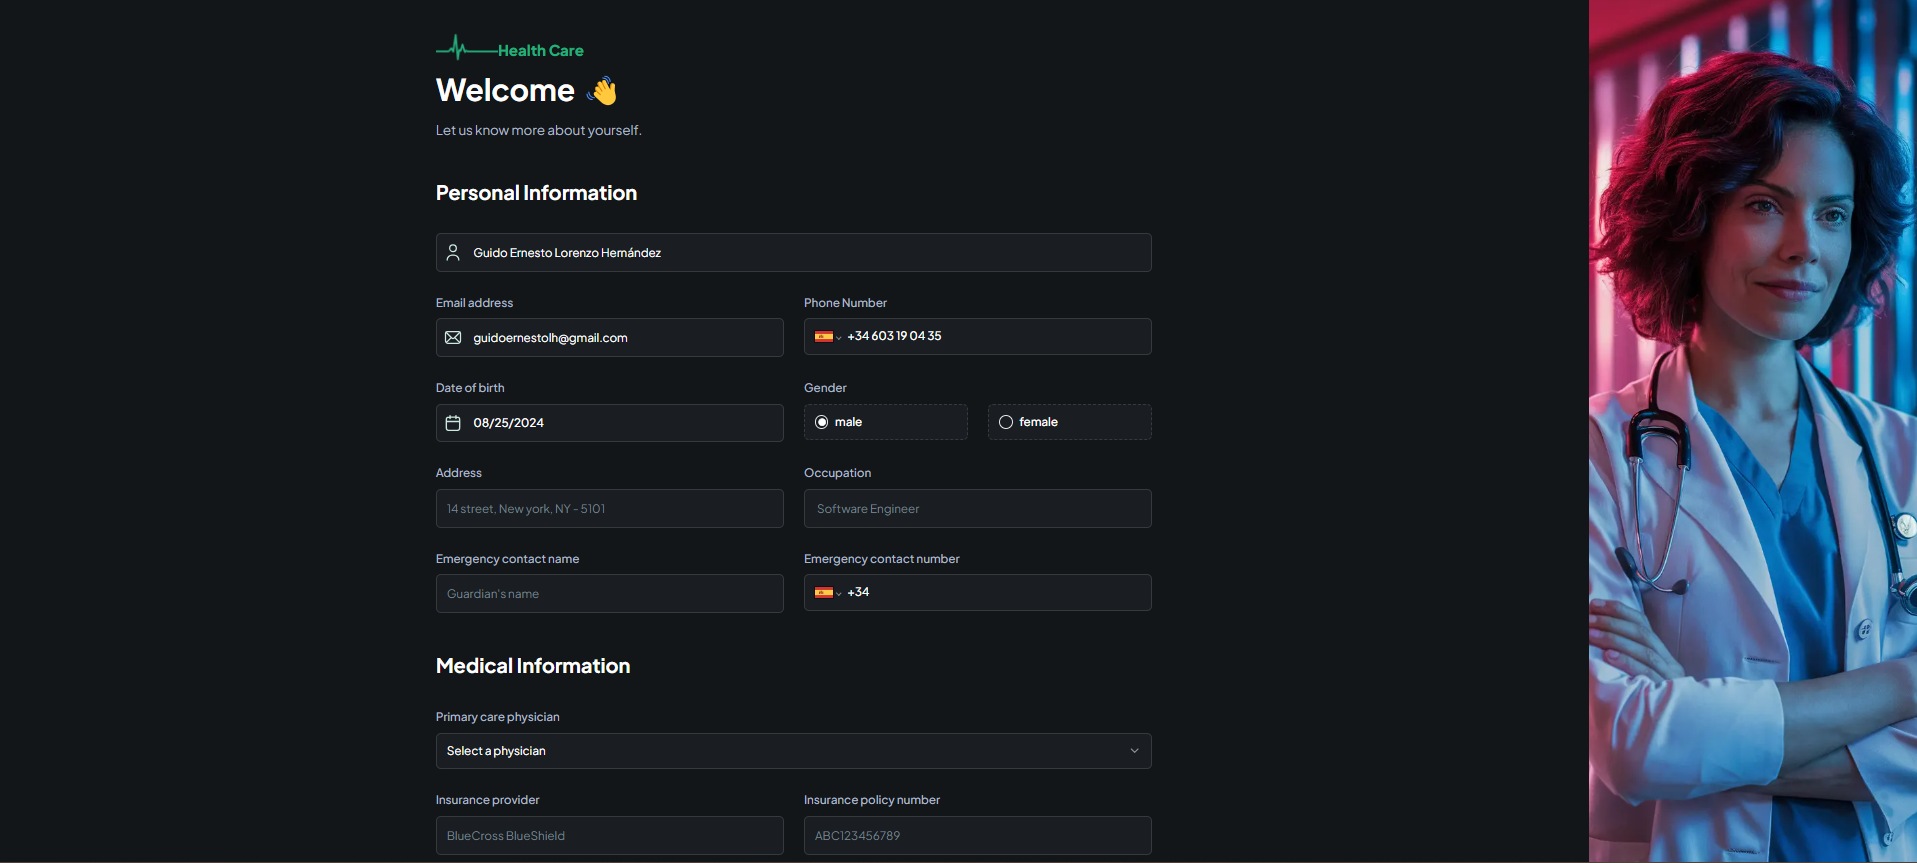 Health Care
Welcome 👋
Let us know more about yourself.
Personal Information
Guido Ernesto Lorenzo Hernández
Email address
Phone Number
guidoernestolh@gmail.com
+34 603 19 04 35
Date of birth
Gender
08/25/2024
male
female
Address
Occupation
14 street, New york, NY - 5101
Software Engineer
Emergency contact name
Emergency contact number
Guardian's name
+34
Medical Information
Primary care physician
Select a physician
Insurance provider
Insurance policy number
BlueCross BlueShield
ABC123456789